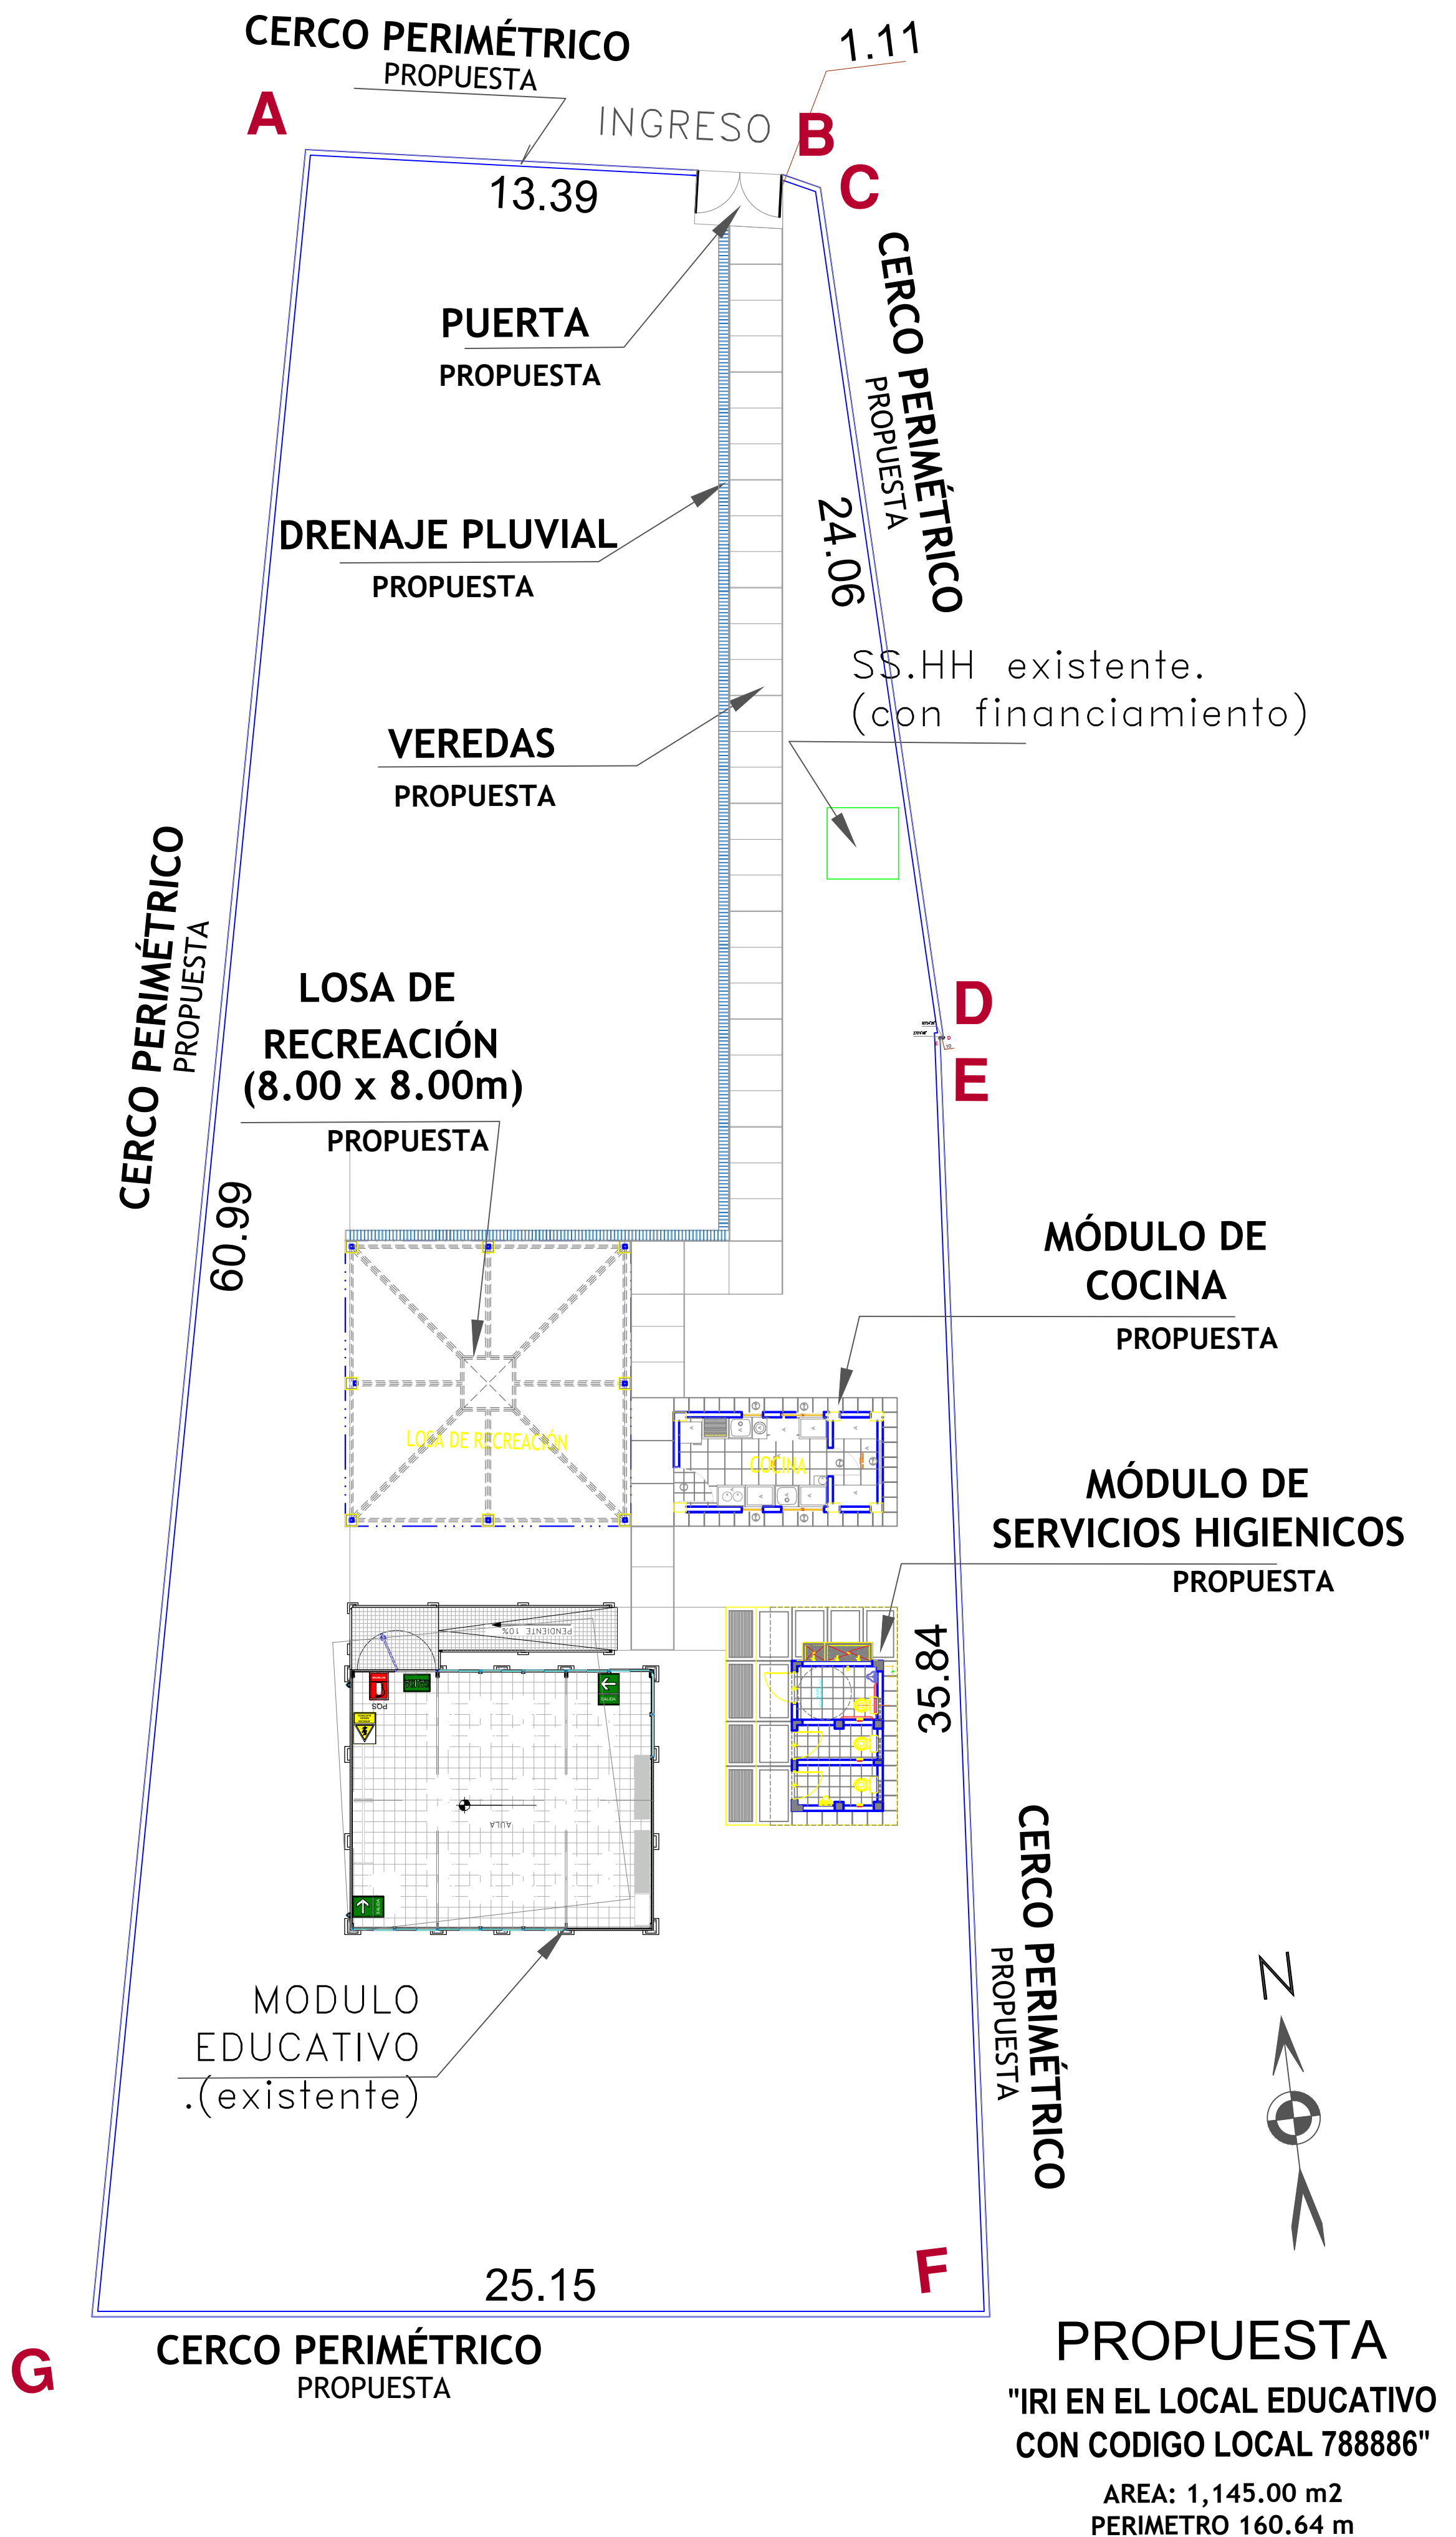 CERCO PERIMÉTRICO
PROPUESTA
1.11
A
INGRESO
B
C
13.39
PUERTA
PROPUESTA
CERCO PERIMÉTRICO
PROPUESTA
DRENAJE PLUVIAL
PROPUESTA
24.06
SS.HH existente.
(con financiamiento)
VEREDAS
PROPUESTA
CERCO PERIMÉTRICO
PROPUESTA
LOSA DE
RECREACIÓN
(8.00 x 8.00m)
PROPUESTA
D
E
60.99
MÓDULO DE
COCINA
PROPUESTA
LOSA DE RECREACIÓN
COCINA
MÓDULO DE
SERVICIOS HIGIENICOS
PROPUESTA
PENDIENTE 10%
35.84
PQS
SALIDA
AULA
CERCO PERIMÉTRICO
PROPUESTA
MODULO
EDUCATIVO
.(existente)
N
F
25.15
G
CERCO PERIMÉTRICO
PROPUESTA
PROPUESTA
"IRI EN EL LOCAL EDUCATIVO
CON CODIGO LOCAL 788886"
AREA: 1,145.00 m2
PERIMETRO 160.64 m